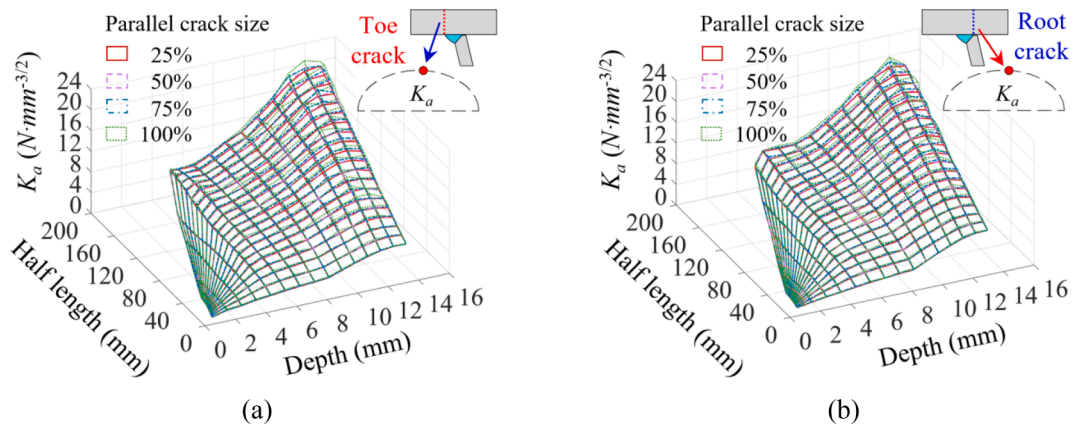 Parallel crack size
25%
50%
75%
100%
Toe
crack
K_a
K_a (N·mm^-3/2)
24
20
16
12
8
4
0
200
160
120
80
40
0
Half length (mm)
0 2 4 6 8 10 12 14 16
Depth (mm)
(a)
Parallel crack size
25%
50%
75%
100%
Root
crack
K_a
K_a (N·mm^-3/2)
24
20
16
12
8
4
0
200
160
120
80
40
0
Half length (mm)
0 2 4 6 8 10 12 14 16
Depth (mm)
(b)